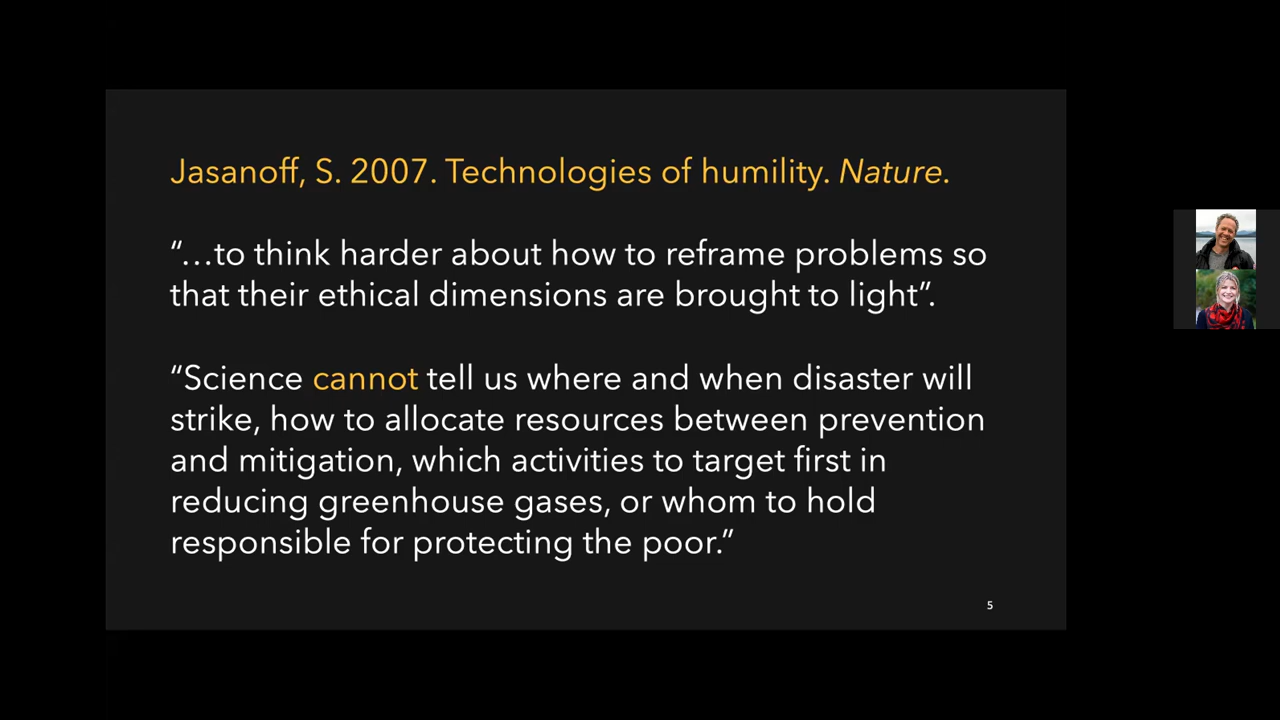 Jasanoff, S. 2007. Technologies of humility. Nature.
“…to think harder about how to reframe problems so
that their ethical dimensions are brought to light”.
“Science cannot tell us where and when disaster will
strike, how to allocate resources between prevention
and mitigation, which activities to target first in
reducing greenhouse gases, or whom to hold
responsible for protecting the poor.”
5